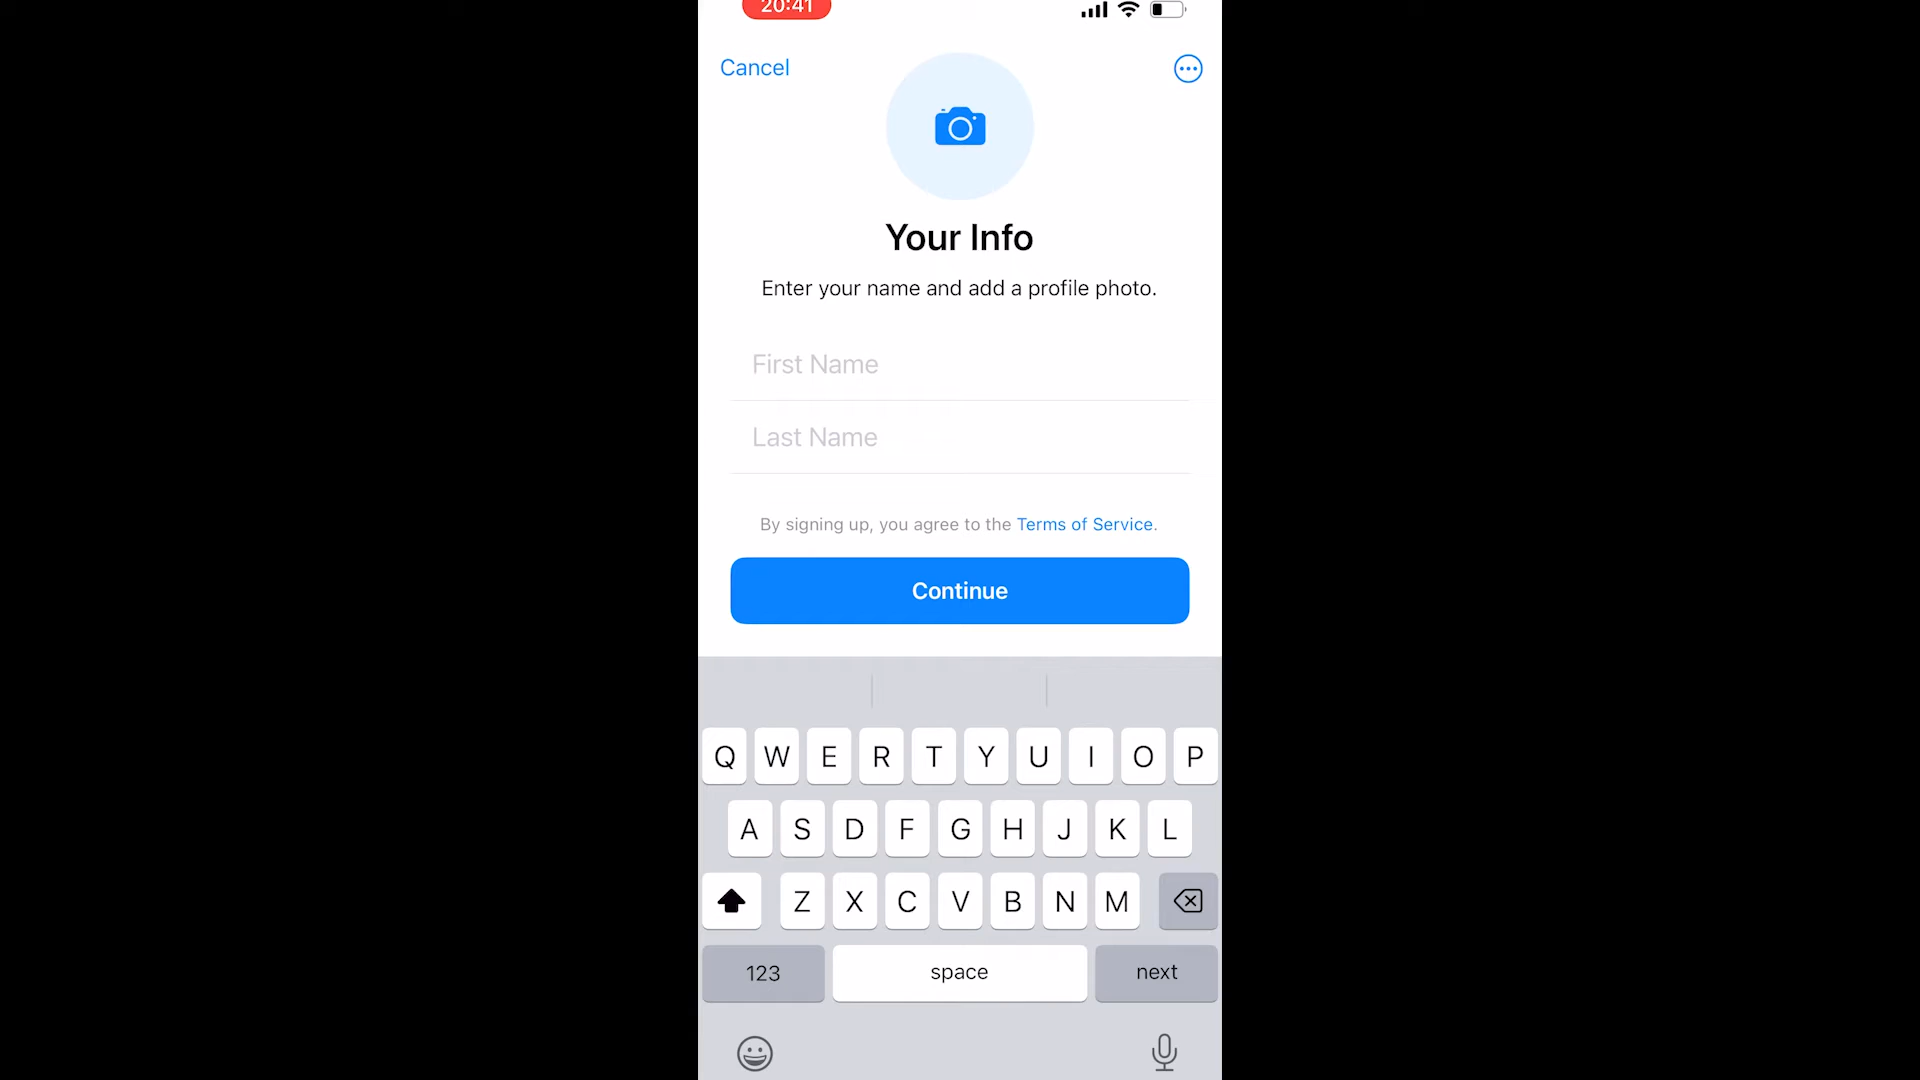 20:41
Cancel
Your Info
Enter your name and add a profile photo.
First Name
Last Name
By signing up, you agree to the Terms of Service.
Continue
Q W E R T Y U I O P
A S D F G H J K L
Z X C V B N M
123 space next